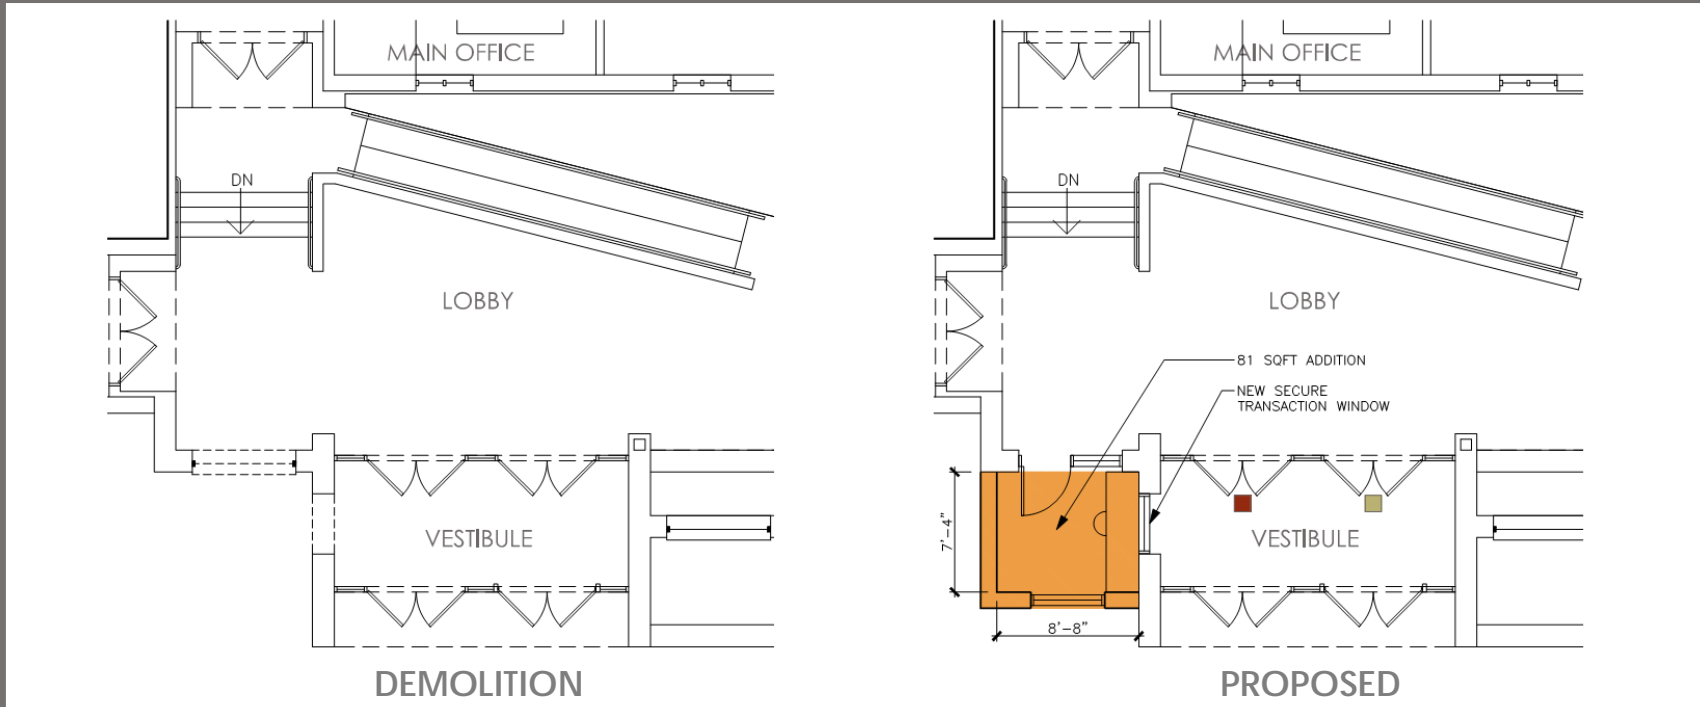 MAIN OFFICE
DN
LOBBY
VESTIBULE
DEMOLITION
MAIN OFFICE
DN
LOBBY
81 SQFT ADDITION
NEW SECURE
TRANSACTION WINDOW
7'-4"
VESTIBULE
8'-8"
PROPOSED